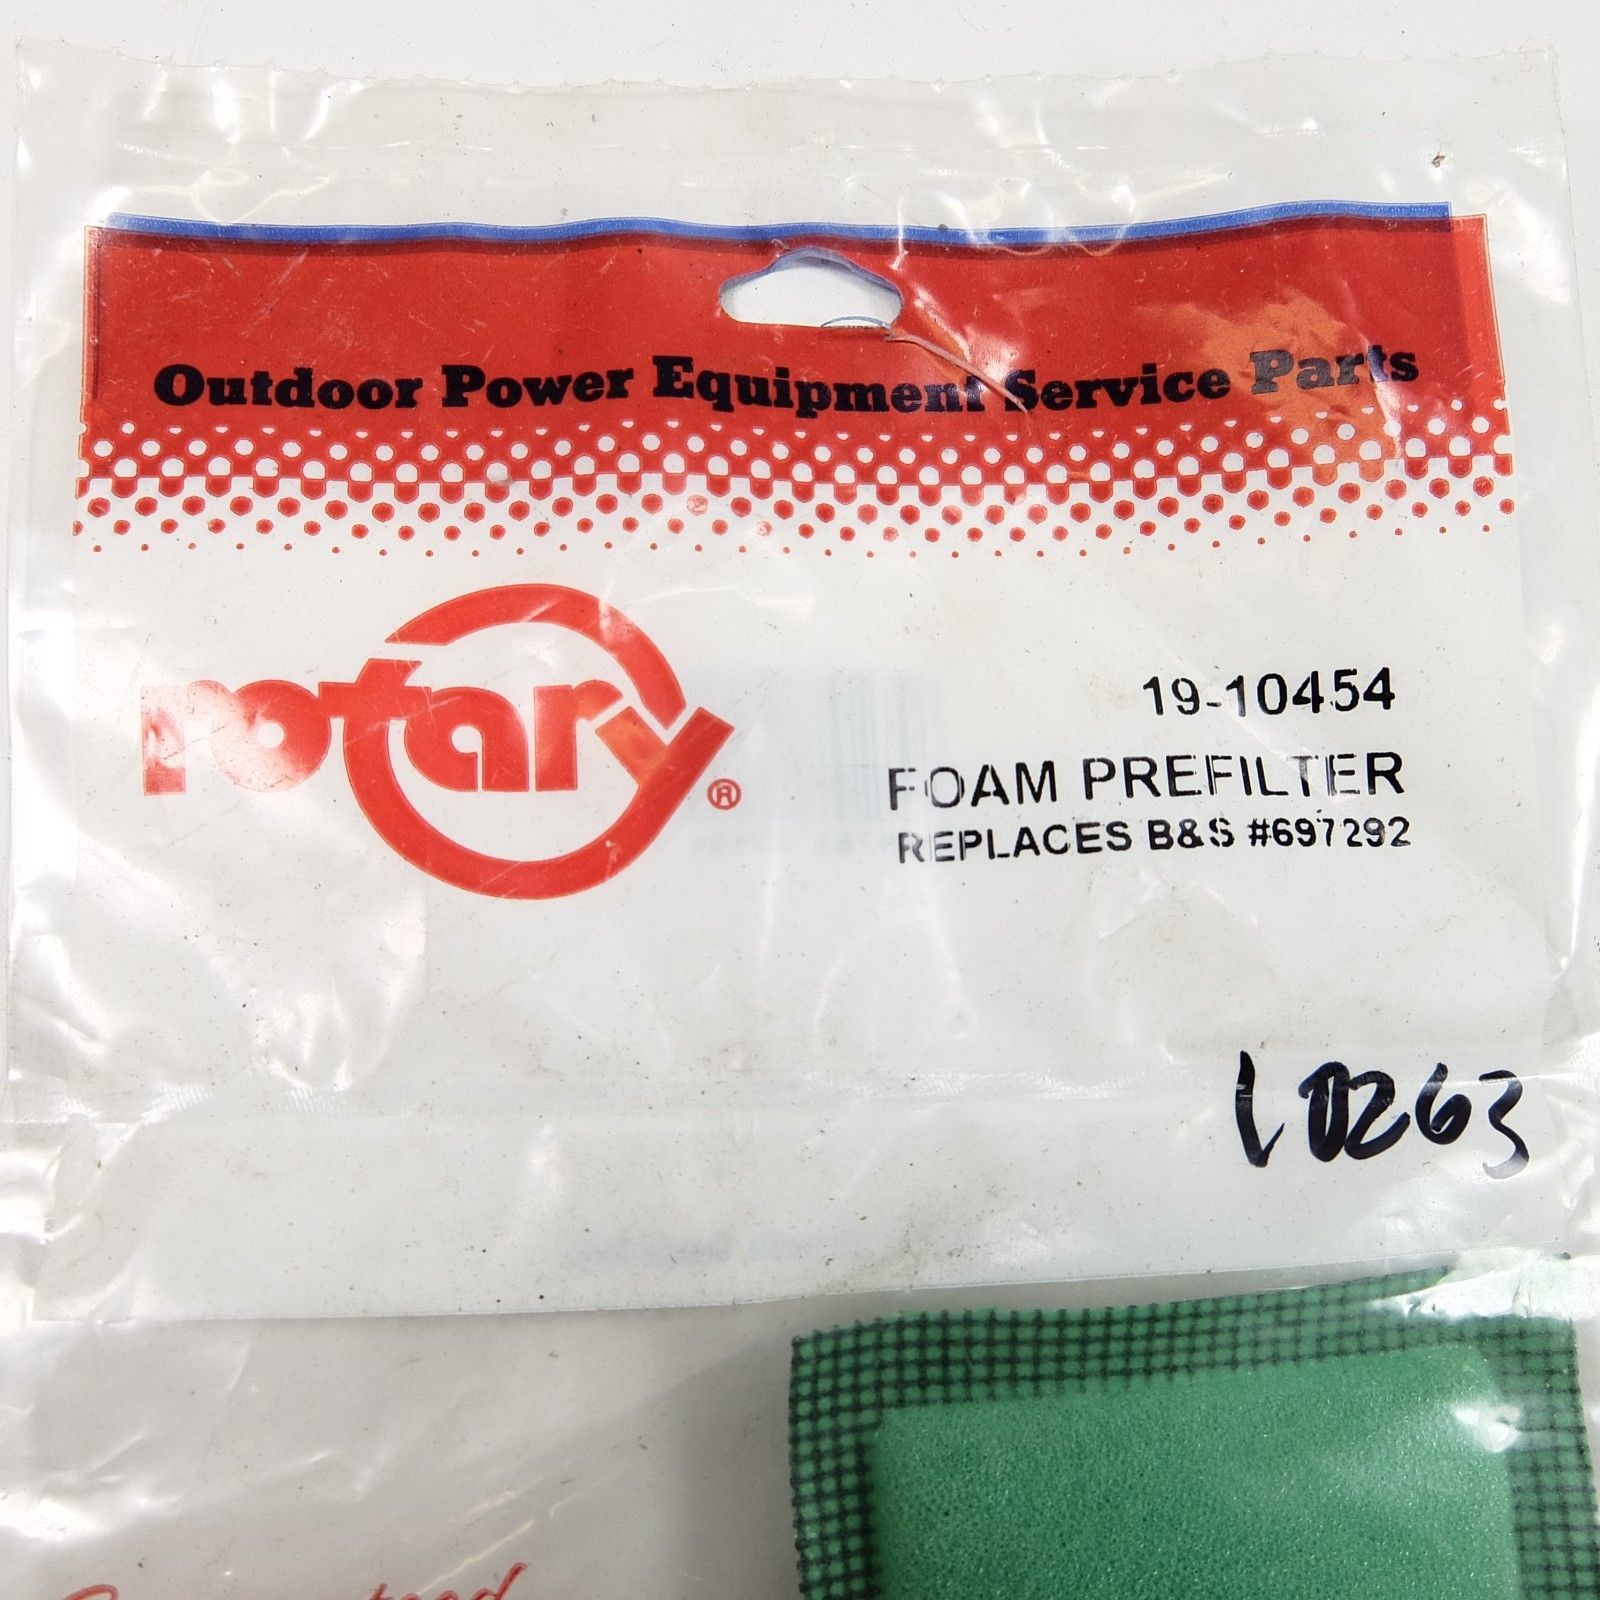 Outdoor Power Equipment Service Parts
rotary®
19-10454
FOAM PREFILTER
REPLACES B&S #697292
L0263